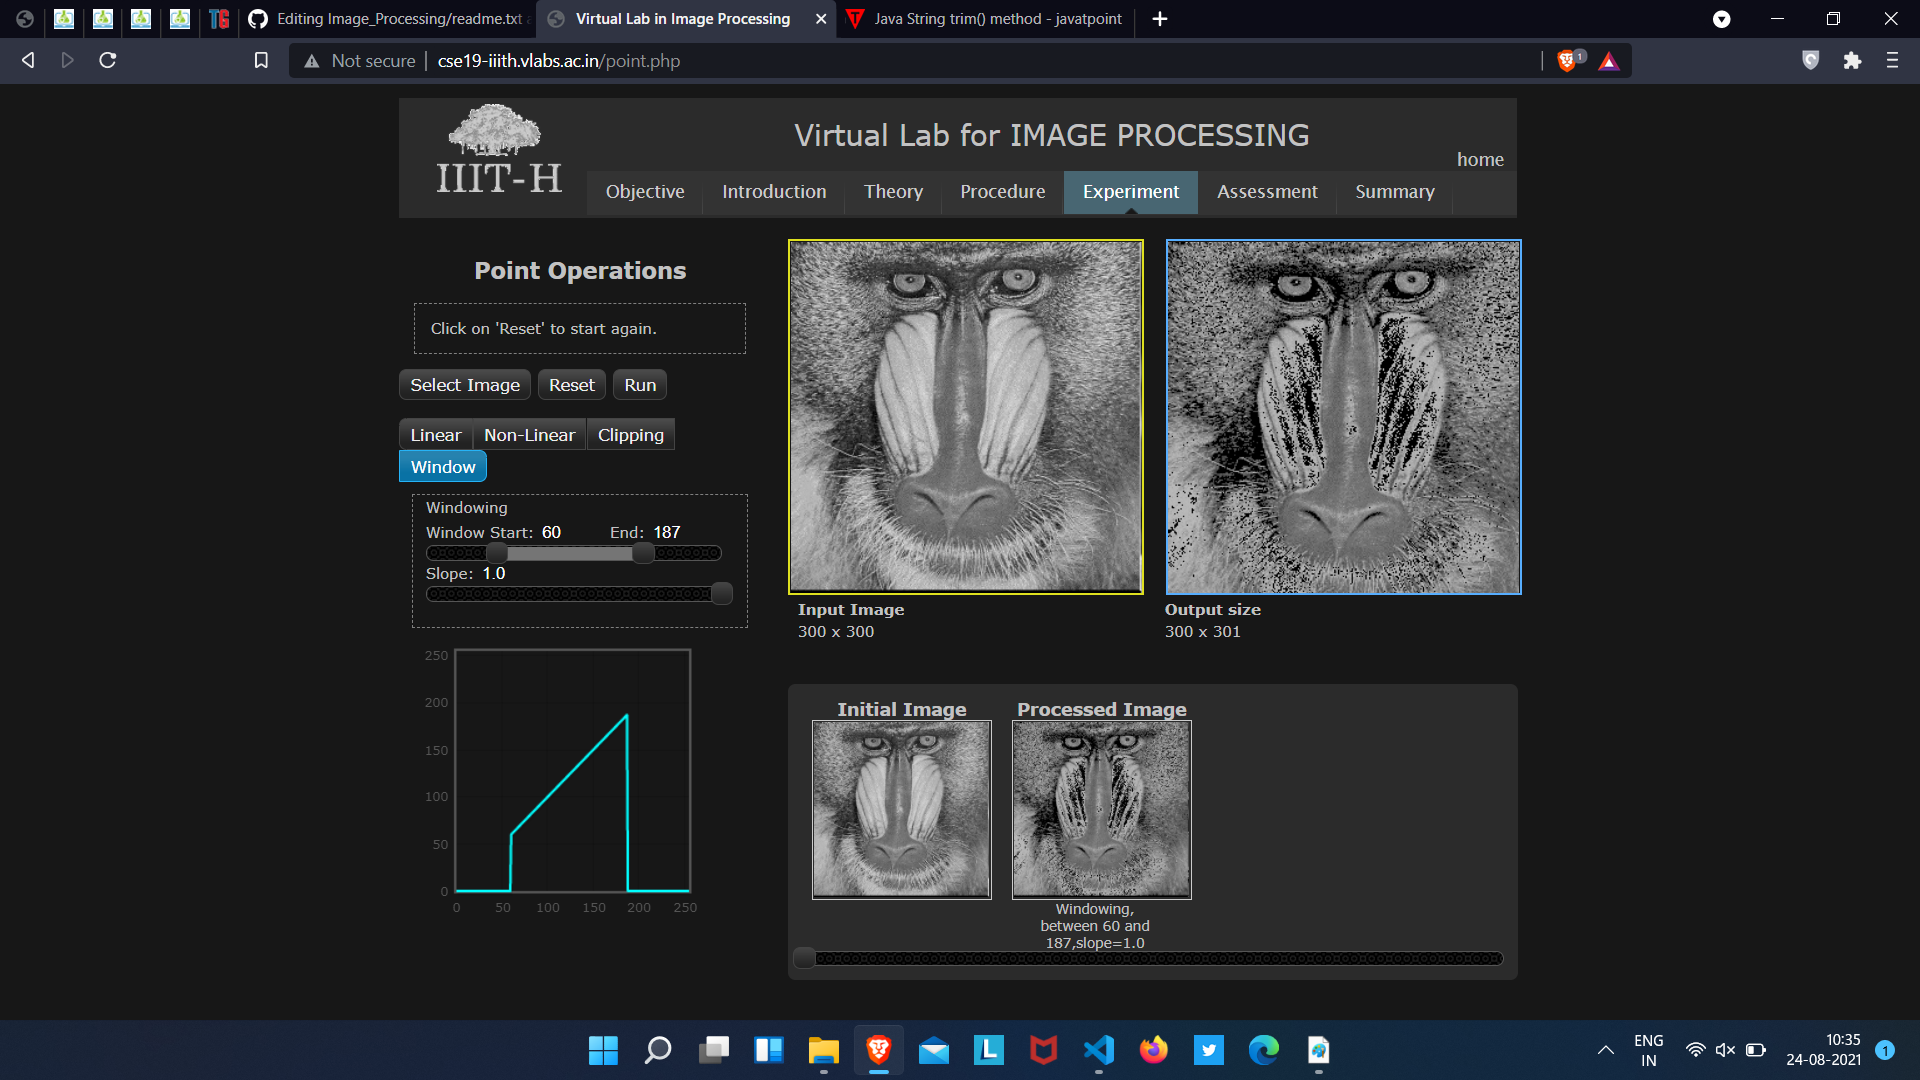 TG
Editing Image_Processing/readme.txt
Virtual Lab in Image Processing
Java String trim() method - javatpoint
Not secure
cse19-iiith.vlabs.ac.in/point.php
1
IIIT-H
Virtual Lab for IMAGE PROCESSING
home
Objective
Introduction
Theory
Procedure
Experiment
Assessment
Summary
Point Operations
Click on 'Reset' to start again.
Select Image
Reset
Run
Linear
Non-Linear
Clipping
Window
Windowing
Window Start: 60
End: 187
Slope: 1.0
250
200
150
100
50
0
0 50 100 150 200 250
Input Image
300 x 300
Output size
300 x 301
Initial Image
Processed Image
Windowing,
between 60 and
187,slope=1.0
L
ENG
IN
10:35
24-08-2021
1